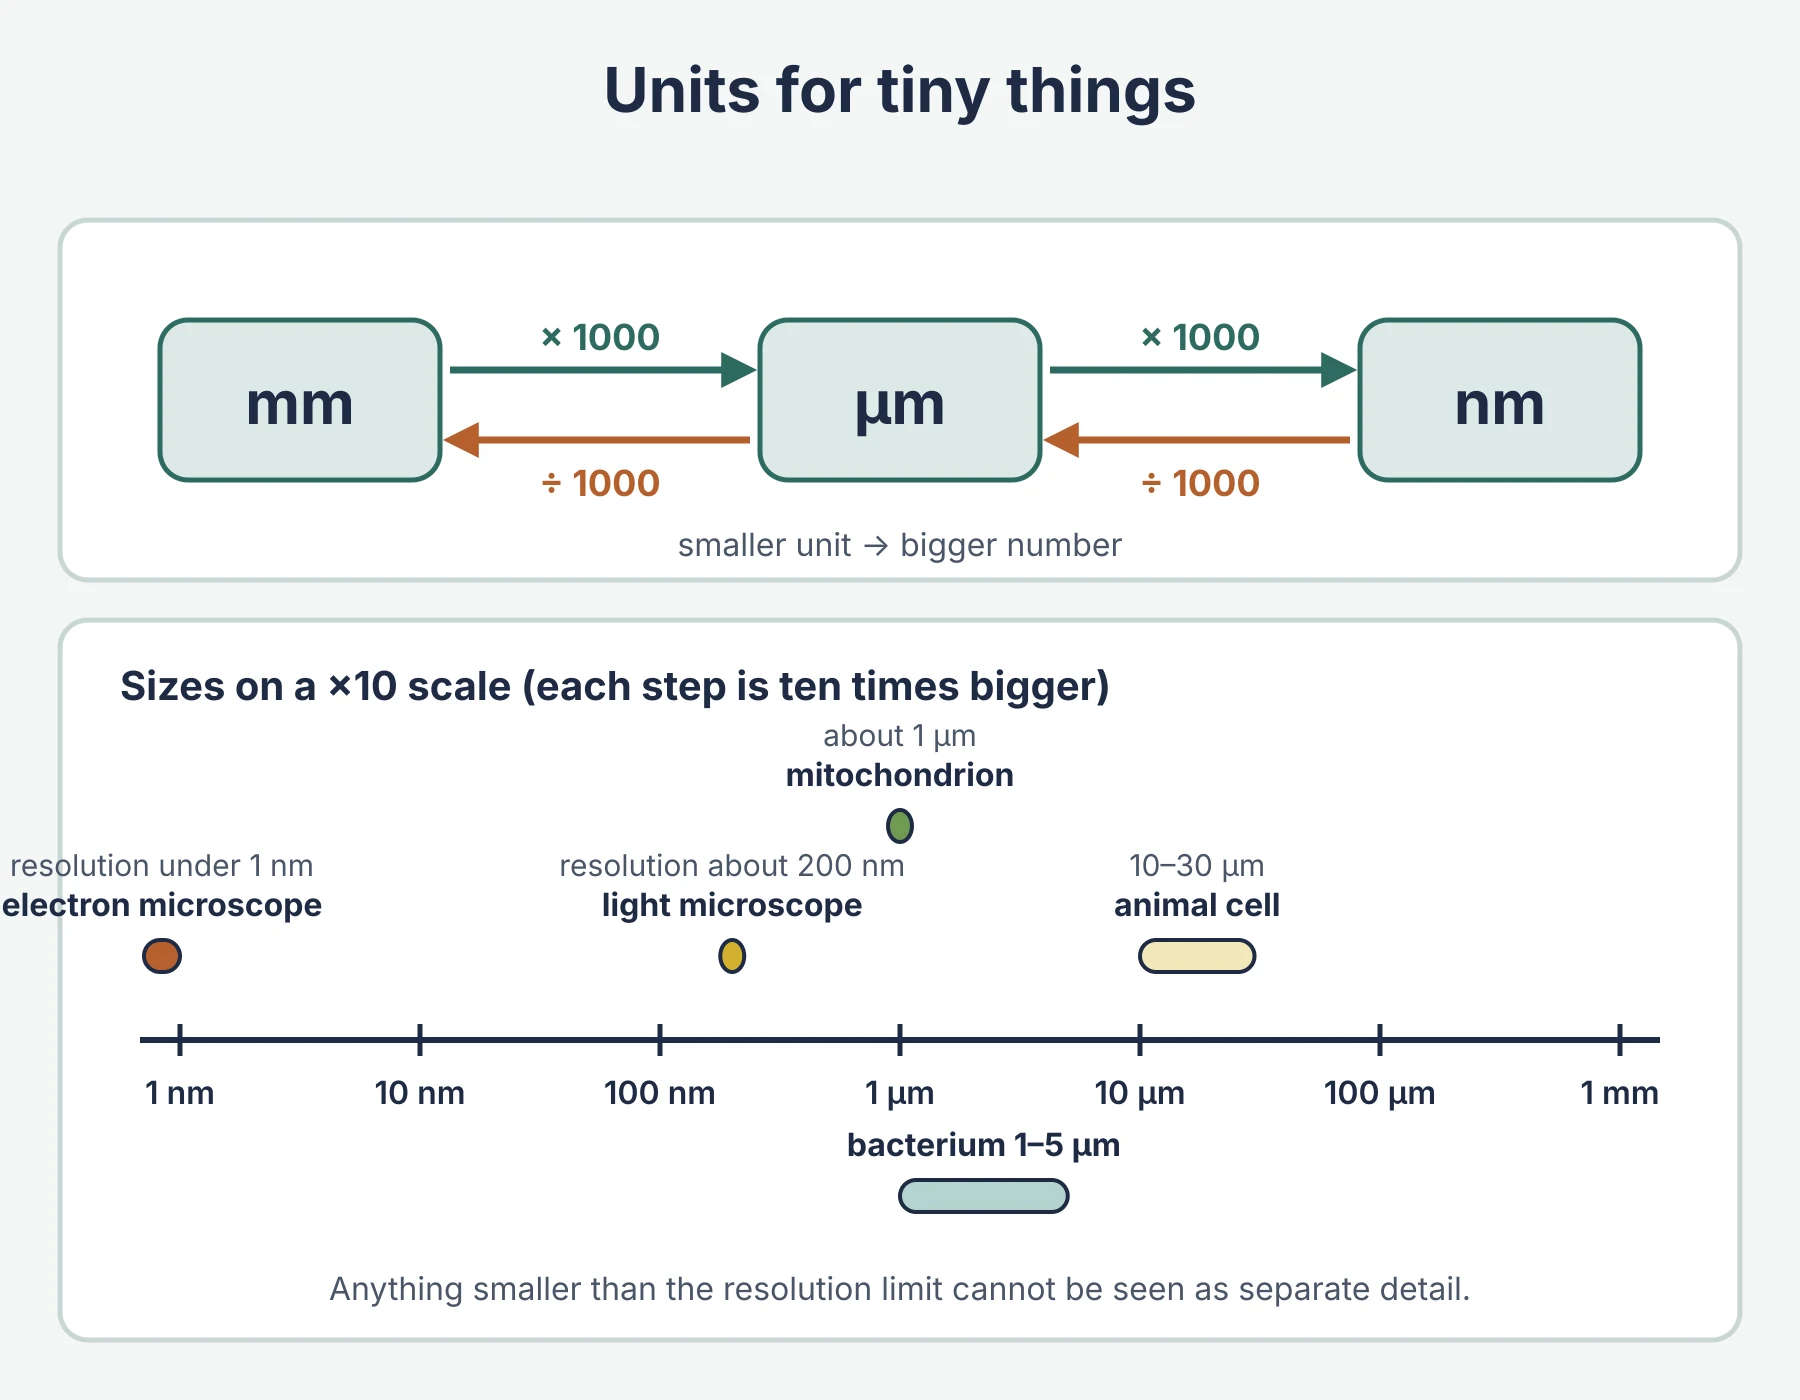 Units for tiny things
× 1000
× 1000
mm
µm
nm
÷ 1000
÷ 1000
smaller unit → bigger number
Sizes on a ×10 scale (each step is ten times bigger)
about 1 µm
mitochondrion
resolution under 1 nm
electron microscope
resolution about 200 nm
light microscope
10–30 µm
animal cell
1 nm
10 nm
100 nm
1 µm
10 µm
100 µm
1 mm
bacterium 1–5 µm
Anything smaller than the resolution limit cannot be seen as separate detail.